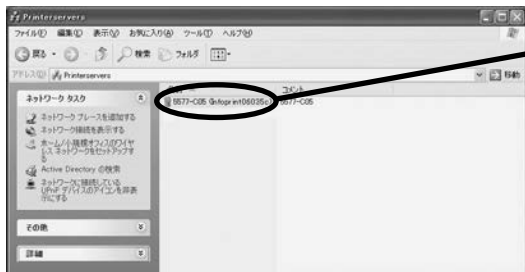 Printerservers
ファイル(F) 編集(E) 表示(V) お気に入り(A) ツール(T) ヘルプ(H)
戻る 検索 フォルダ
アドレス(D) Printerservers 移動
コメント
5577-C05 (Infoprint06035c) 5577-C05
ネットワーク タスク
ネットワーク プレースを追加する
ネットワーク接続を表示する
ホーム/小規模オフィスのワイヤ
レス ネットワークをセットアップす
る
Active Directory の検索
ネットワークに接続している
UPnP デバイスのアイコンを非表
示にする
その他
詳細